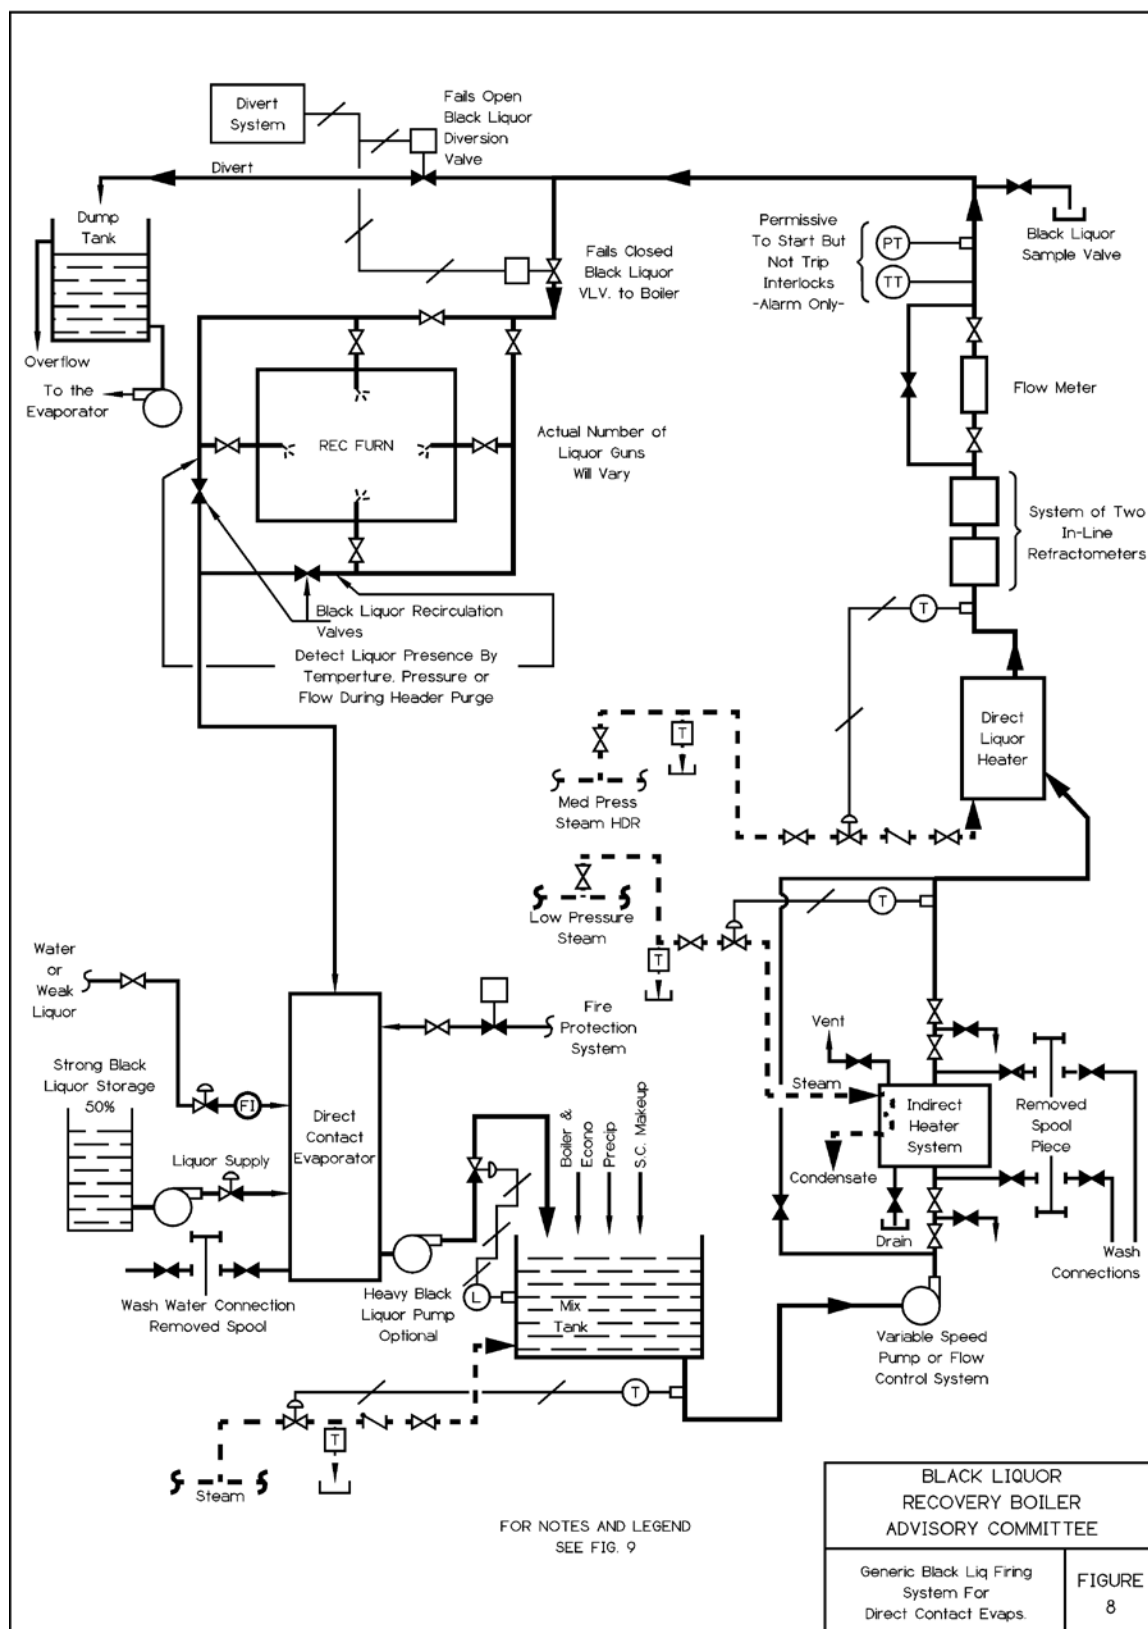 Divert
System
Fails Open
Black Liquor
Diversion
Valve
Divert
Dump
Tank
Overflow
To the
Evaporator
Fails Closed
Black Liquor
VLV. to Boiler
Permissive
To Start But
Not Trip
Interlocks
-Alarm Only-
PT
TT
Black Liquor
Sample Valve
Flow Meter
REC FURN
Actual Number of
Liquor Guns
Will Vary
System of Two
In-Line
Refractometers
T
Black Liquor Recirculation
Valves
Detect Liquor Presence By
Temperture, Pressure or
Flow During Header Purge
Direct
Liquor
Heater
T
Med Press
Steam HDR
Low Pressure
Steam
T
T
Water
or
Weak
Liquor
Fire
Protection
System
Vent
Steam
Strong Black
Liquor Storage
50%
FI
Direct
Contact
Evaporator
Boiler &
Econo
Precip
S.C. Makeup
Indirect
Heater
System
Removed
Spool
Piece
Condensate
Liquor Supply
Drain
Wash
Connections
Wash Water Connection
Removed Spool
Heavy Black
Liquor Pump
Optional
L
Mix
Tank
Variable Speed
Pump or Flow
Control System
T
T
Steam
FOR NOTES AND LEGEND
SEE FIG. 9
BLACK LIQUOR
RECOVERY BOILER
ADVISORY COMMITTEE
Generic Black Liq Firing
System For
Direct Contact Evaps.
FIGURE
8